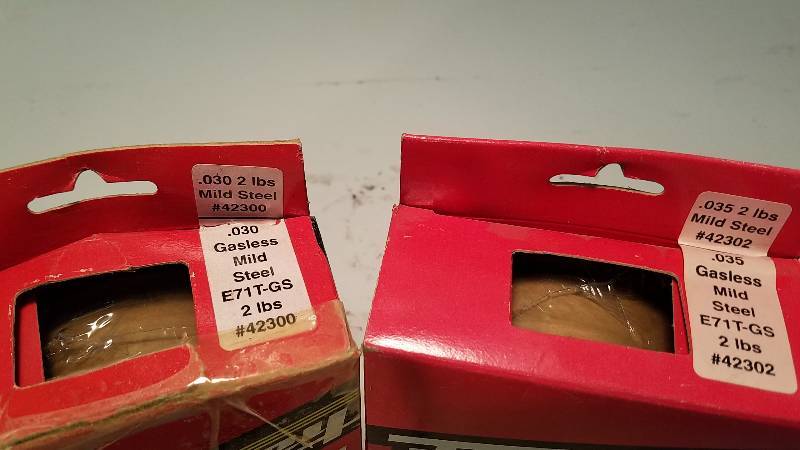 .030 2 lbs
Mild Steel
#42300
.030
Gasless
Mild
Steel
E71T-GS
2 lbs
#42300
.035 2 lbs
Mild Steel
#42302
.035
Gasless
Mild
Steel
E71T-GS
2 lbs
#42302